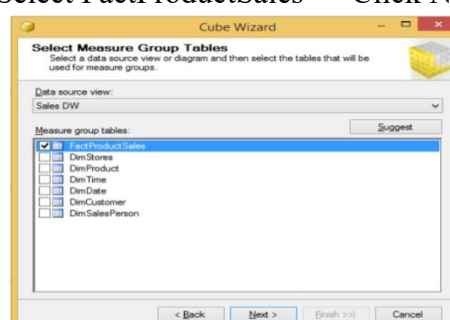 Select FactProductSales
Click N
Cube Wizard
Select Measure Group Tables
Select a data source view or diagram and then select the tables that will be
used for measure groups.
Data source view:
Sales DW
Measure group tables:
Suggest
FactProductSales
DimStores
DimProduct
DimTime
DimDate
DimCustomer
DimSalesPerson
< Back
Next >
Finish >>|
Cancel